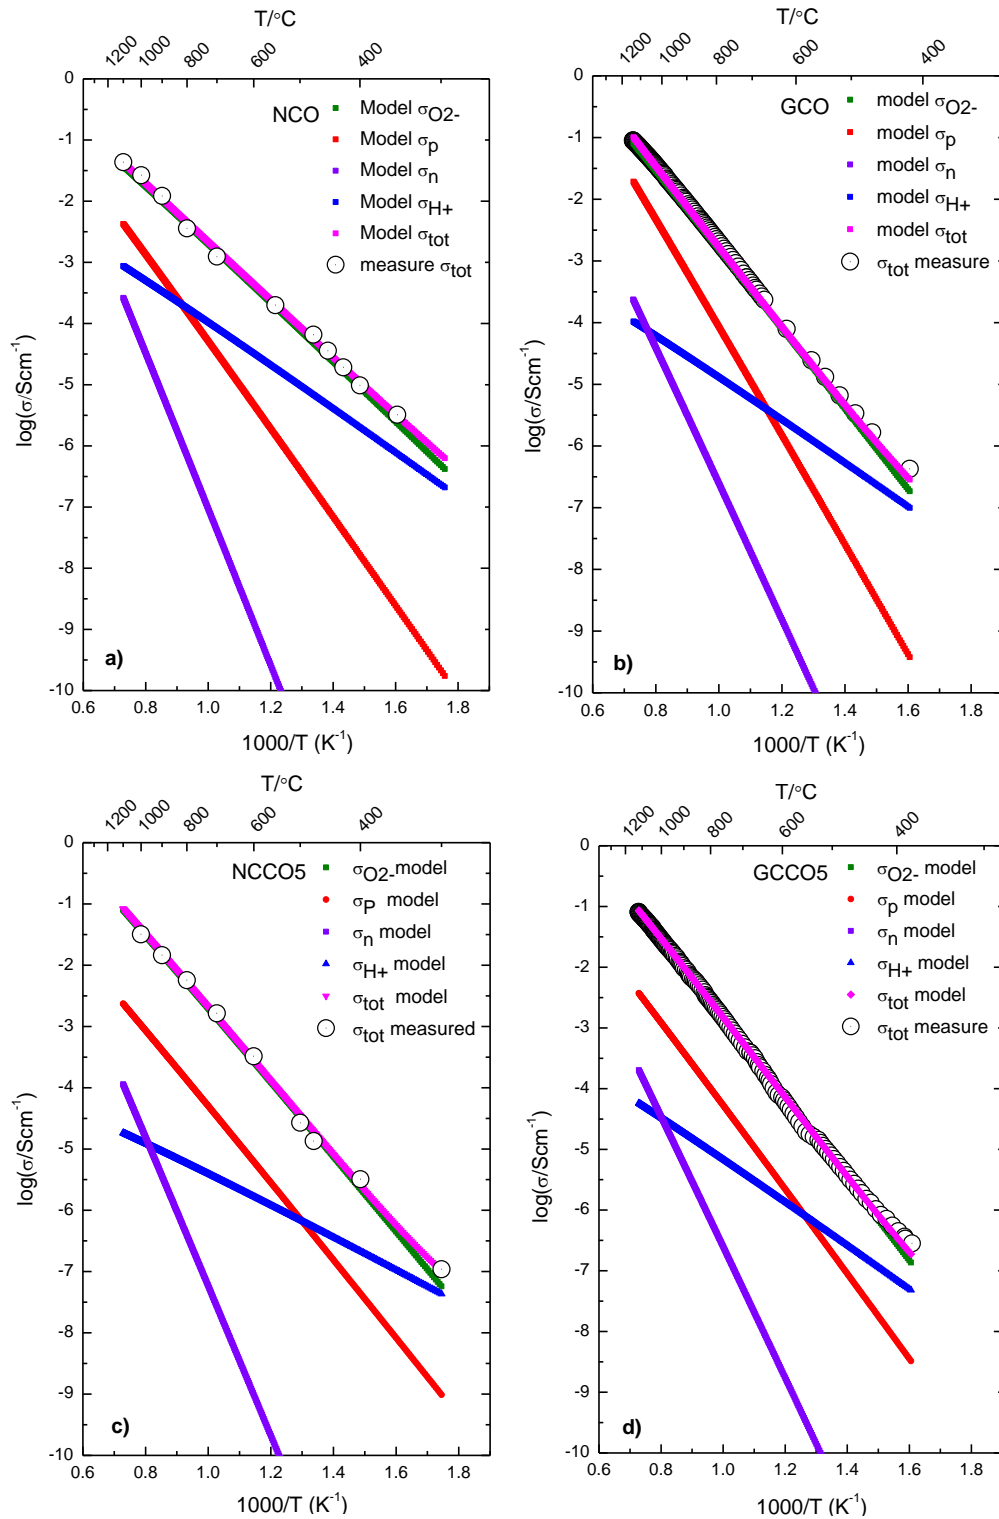 T/°C
1200 1000 800 600 400
NCO
Model σO2-
Model σp
Model σn
Model σH+
Model σtot
measure σtot
log(σ/Scm-1)
0
-1
-2
-3
-4
-5
-6
-7
-8
-9
-10
a)
0.6 0.8 1.0 1.2 1.4 1.6 1.8
1000/T (K-1)
T/°C
1200 1000 800 600 400
GCO
model σO2-
model σp
model σn
model σH+
model σtot
σtot measure
log(σ/Scm-1)
0
-1
-2
-3
-4
-5
-6
-7
-8
-9
-10
b)
0.6 0.8 1.0 1.2 1.4 1.6 1.8
1000/T (K-1)
T/°C
1200 1000 800 600 400
NCCO5
σO2- model
σP model
σn model
σH+ model
σtot model
σtot measured
log(σ/Scm-1)
0
-1
-2
-3
-4
-5
-6
-7
-8
-9
-10
c)
0.6 0.8 1.0 1.2 1.4 1.6 1.8
1000/T (K-1)
T/°C
1200 1000 800 600 400
GCCO5
σO2- model
σp model
σn model
σH+ model
σtot model
σtot measure
log(σ/Scm-1)
0
-1
-2
-3
-4
-5
-6
-7
-8
-9
-10
d)
0.6 0.8 1.0 1.2 1.4 1.6 1.8
1000/T (K-1)